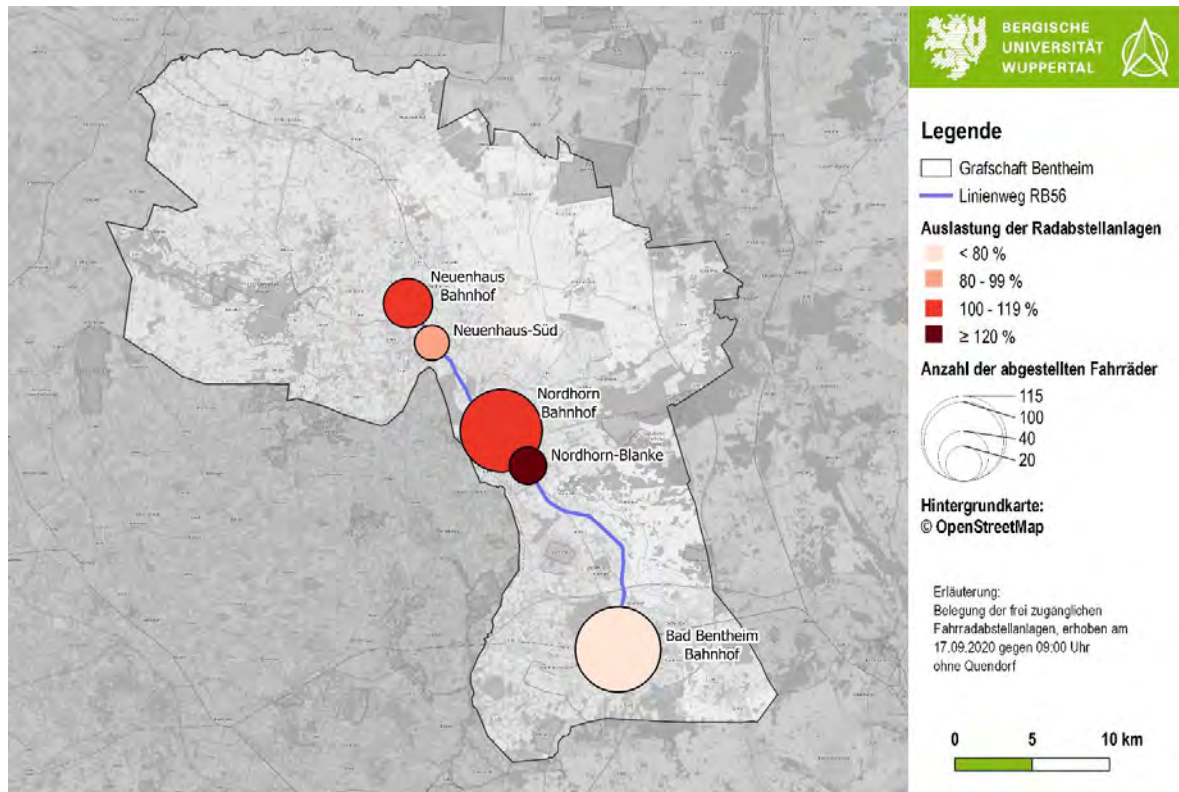 Neuenhaus
Bahnhof
Neuenhaus-Süd
Nordhorn
Bahnhof
Nordhorn-Blanke
Bad Bentheim
Bahnhof
BERGISCHE
UNIVERSITÄT
WUPPERTAL
Legende
Grafschaft Bentheim
Linienweg RB56
Auslastung der Radabstellanlagen
< 80 %
80 - 99 %
100 - 119 %
≥ 120 %
Anzahl der abgestellten Fahrräder
115
100
40
20
Hintergrundkarte:
© OpenStreetMap
Erläuterung:
Belegung der frei zugänglichen
Fahrradabstellanlagen, erhoben am
17.09.2020 gegen 09:00 Uhr
ohne Quendorf
0 5 10 km